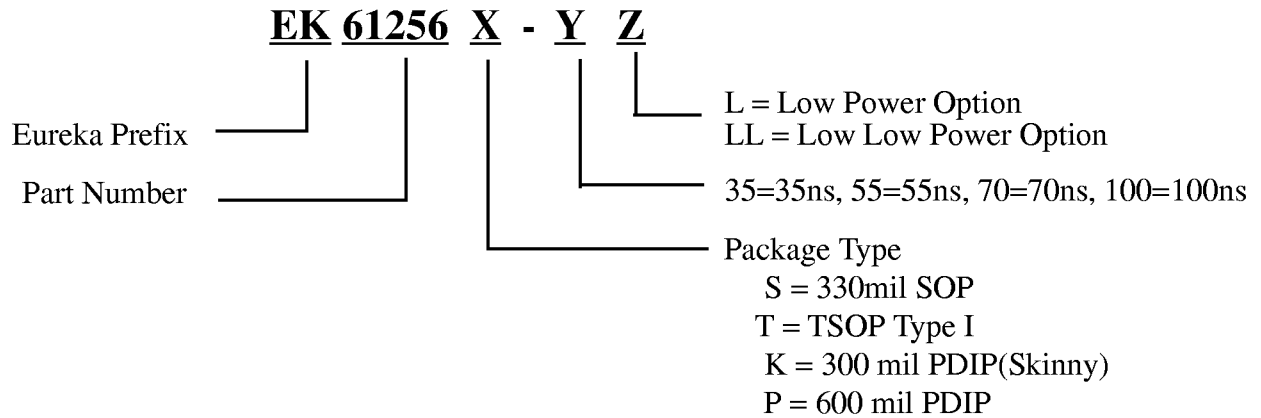 EK 61256 X - Y Z
L = Low Power Option
LL = Low Low Power Option
Eureka Prefix
Part Number
35=35ns, 55=55ns, 70=70ns, 100=100ns
Package Type
S = 330mil SOP
T = TSOP Type I
K = 300 mil PDIP(Skinny)
P = 600 mil PDIP